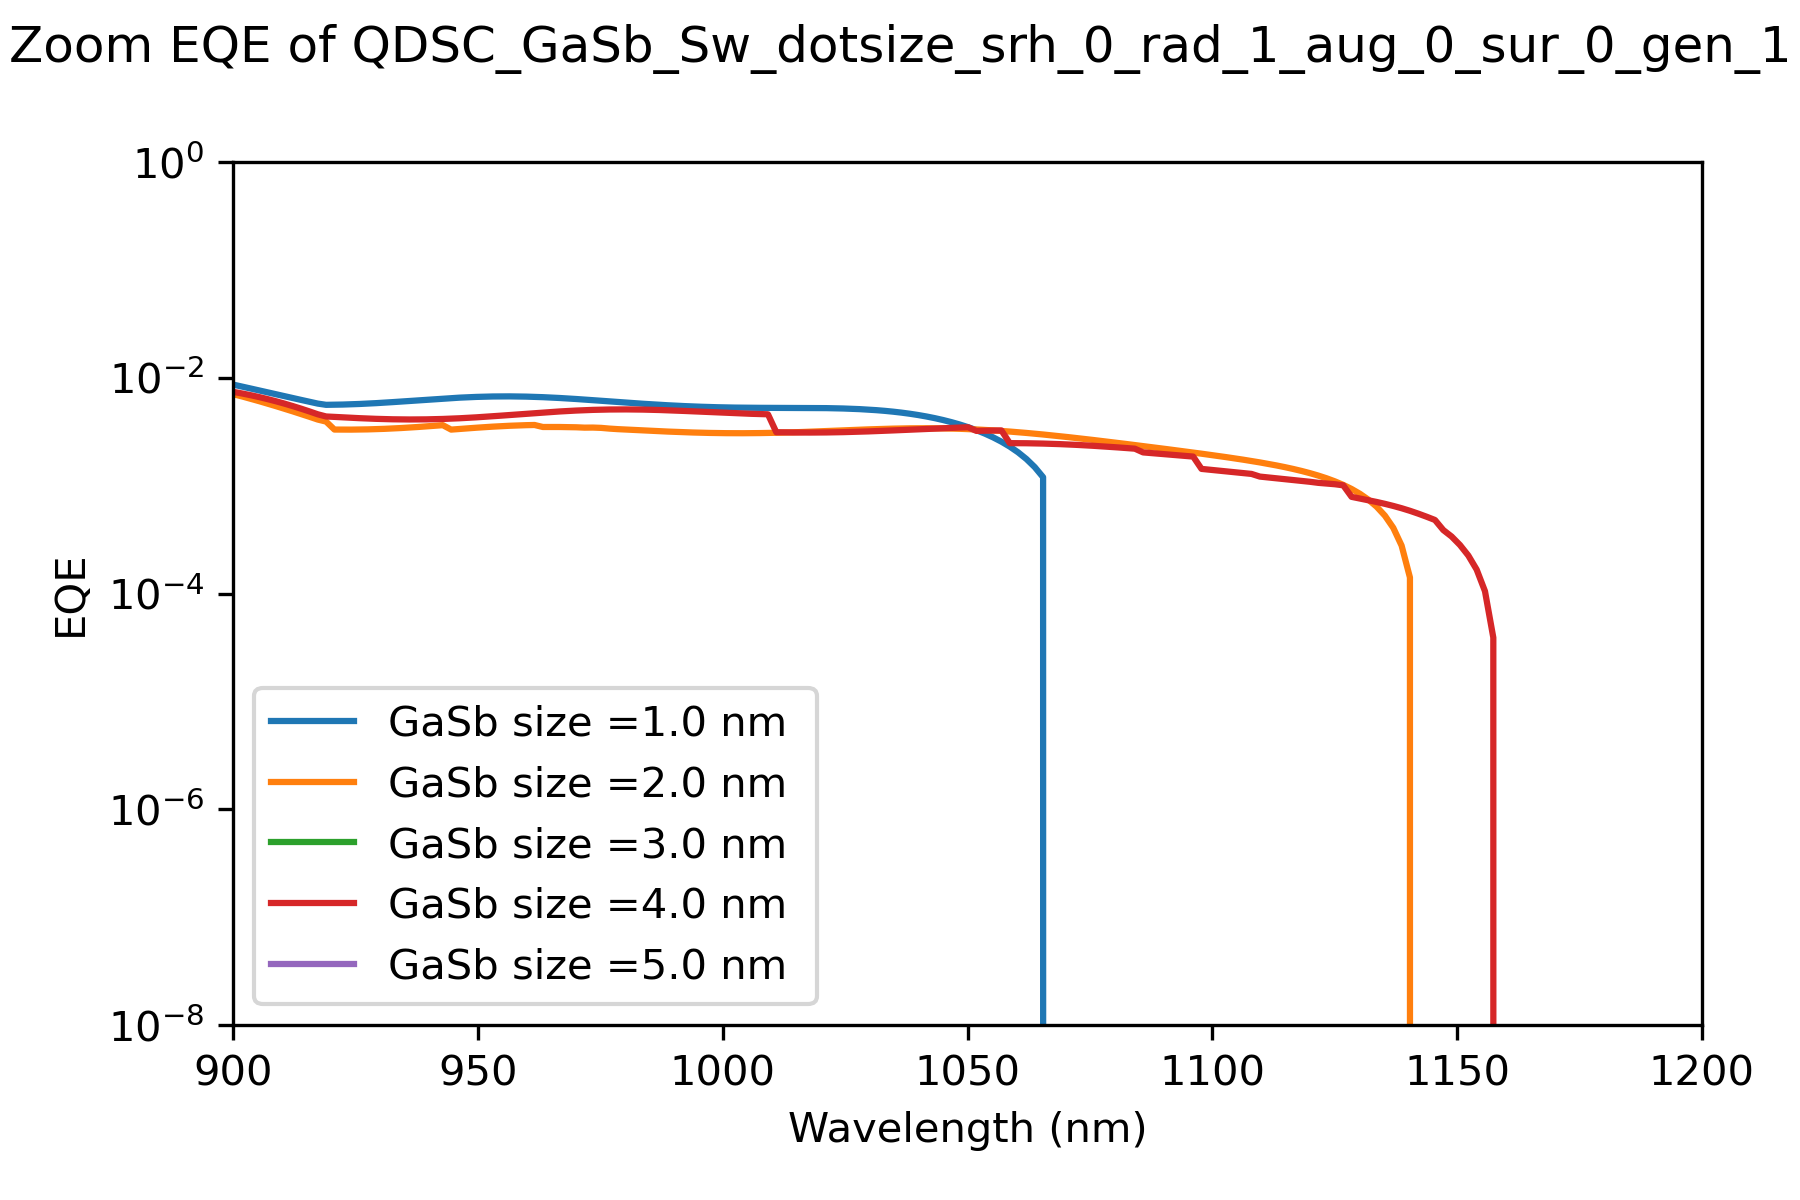 Zoom EQE of QDSC_GaSb_Sw_dotsize_srh_0_rad_1_aug_0_sur_0_gen_1
10⁰
10⁻²
10⁻⁴
10⁻⁶
10⁻⁸
EQE
GaSb size =1.0 nm
GaSb size =2.0 nm
GaSb size =3.0 nm
GaSb size =4.0 nm
GaSb size =5.0 nm
900 950 1000 1050 1100 1150 1200
Wavelength (nm)